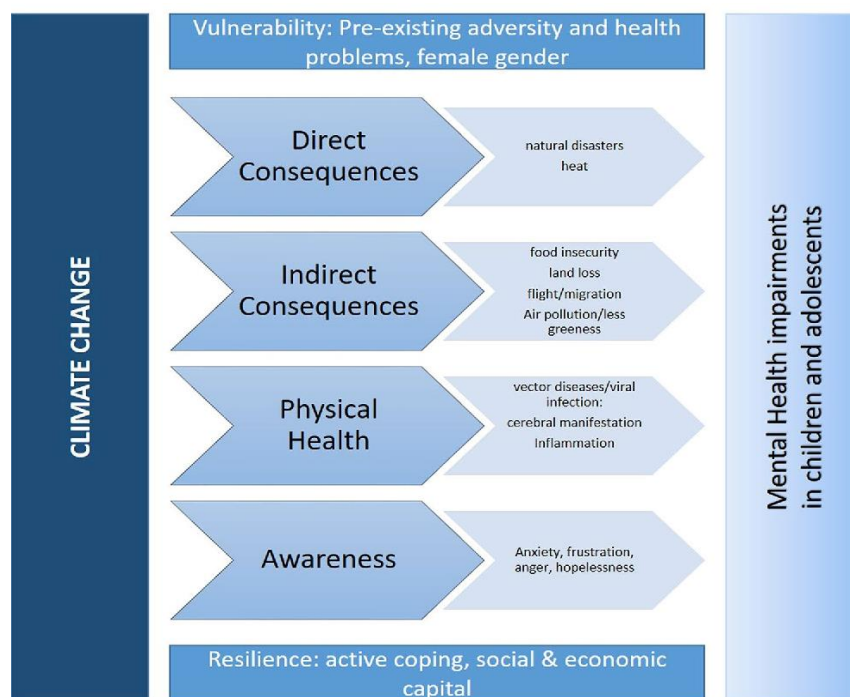 Vulnerability: Pre-existing adversity and health
problems, female gender
CLIMATE CHANGE
Direct
Consequences
natural disasters
heat
Indirect
Consequences
food insecurity
land loss
flight/migration
Air pollution/less
greeness
Physical
Health
vector diseases/viral
infection:
cerebral manifestation
Inflammation
Awareness
Anxiety, frustration,
anger, hopelessness
Mental Health impairments
in children and adolescents
Resilience: active coping, social & economic
capital